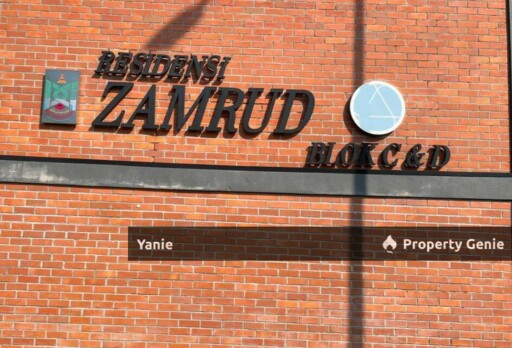 RESIDENSI
ZAMRUD
BLOK C & D
Yanie
Property Genie